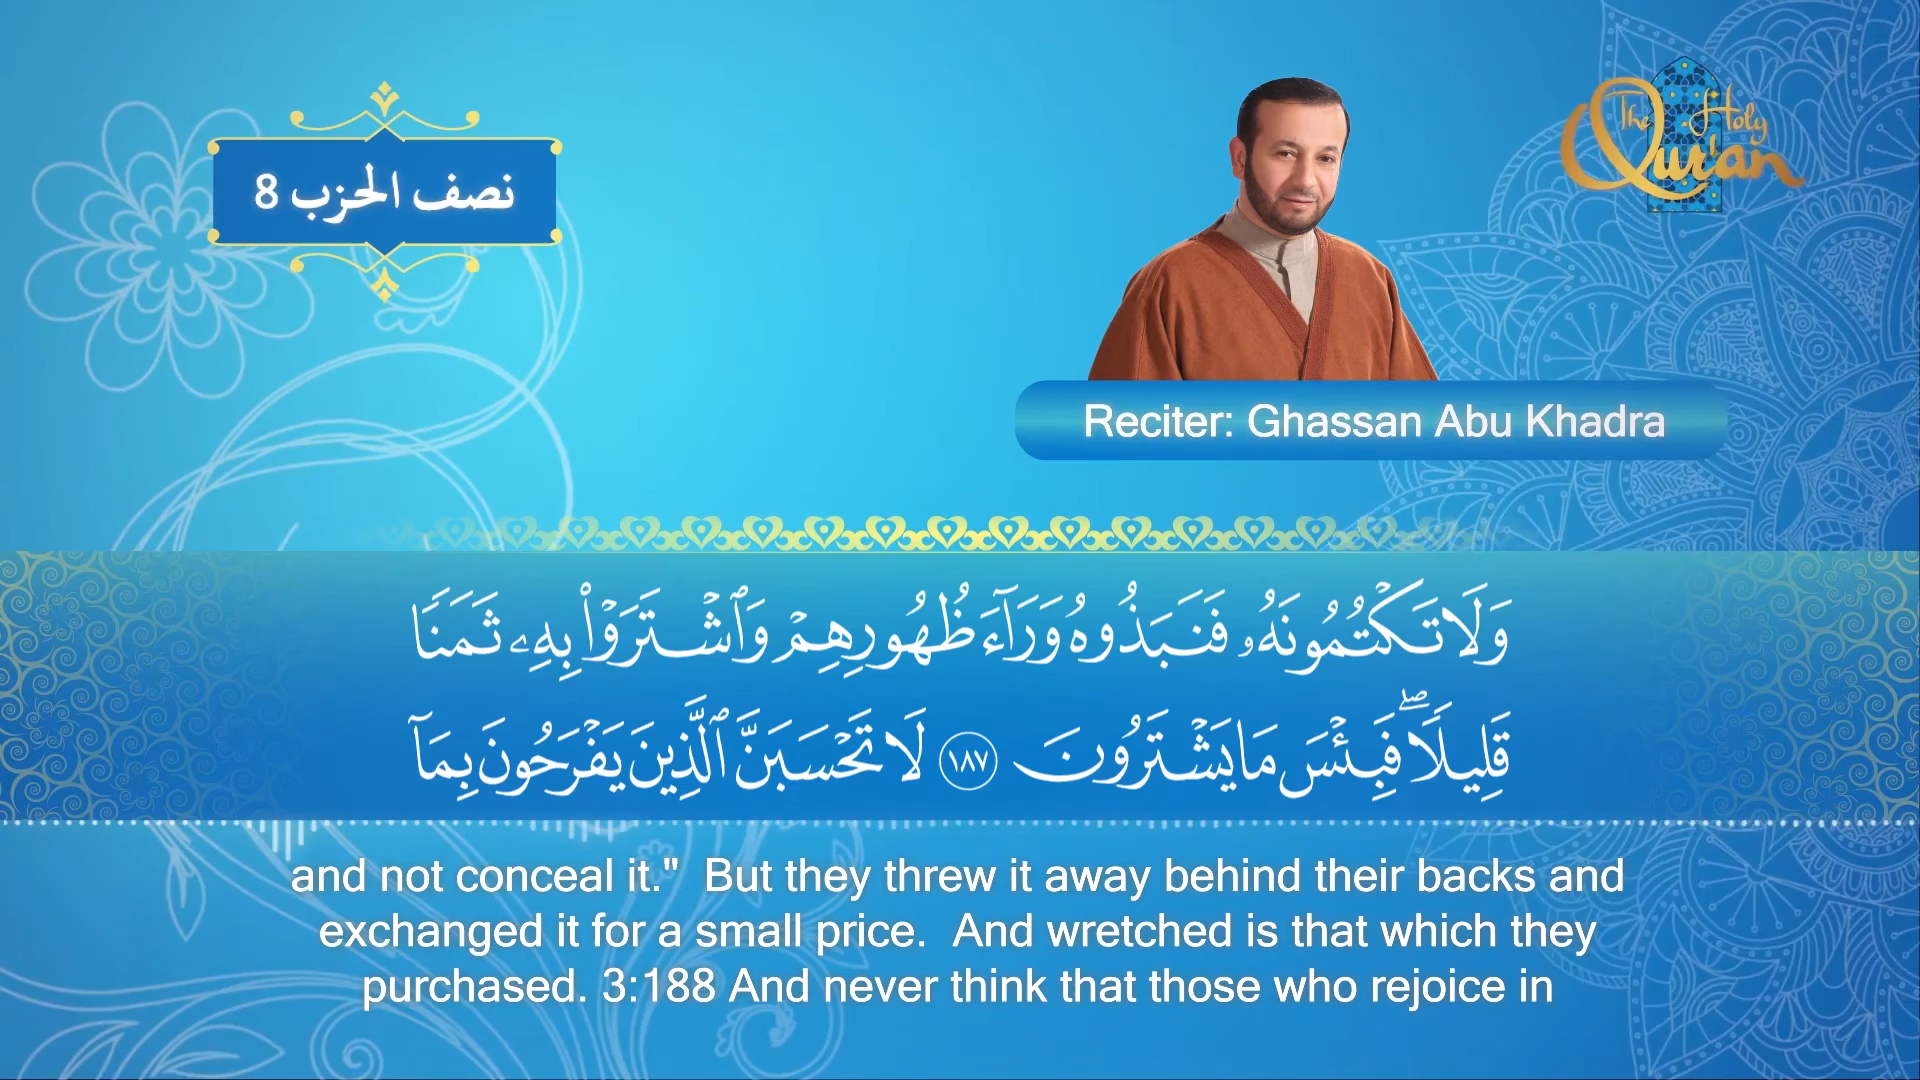 نصف الحزب 8
The Holy
Qur'an
Reciter: Ghassan Abu Khadra
وَلَا تَكْتُمُونَهُۥ فَنَبَذُوهُ وَرَآءَ ظُهُورِهِمْ وَٱشْتَرَوْا۟ بِهِۦ ثَمَنًا
قَلِيلًا ۖ فَبِئْسَ مَا يَشْتَرُونَ ١٨٧ لَا تَحْسَبَنَّ ٱلَّذِينَ يَفْرَحُونَ بِمَآ
and not conceal it."  But they threw it away behind their backs and
exchanged it for a small price.  And wretched is that which they
purchased. 3:188 And never think that those who rejoice in